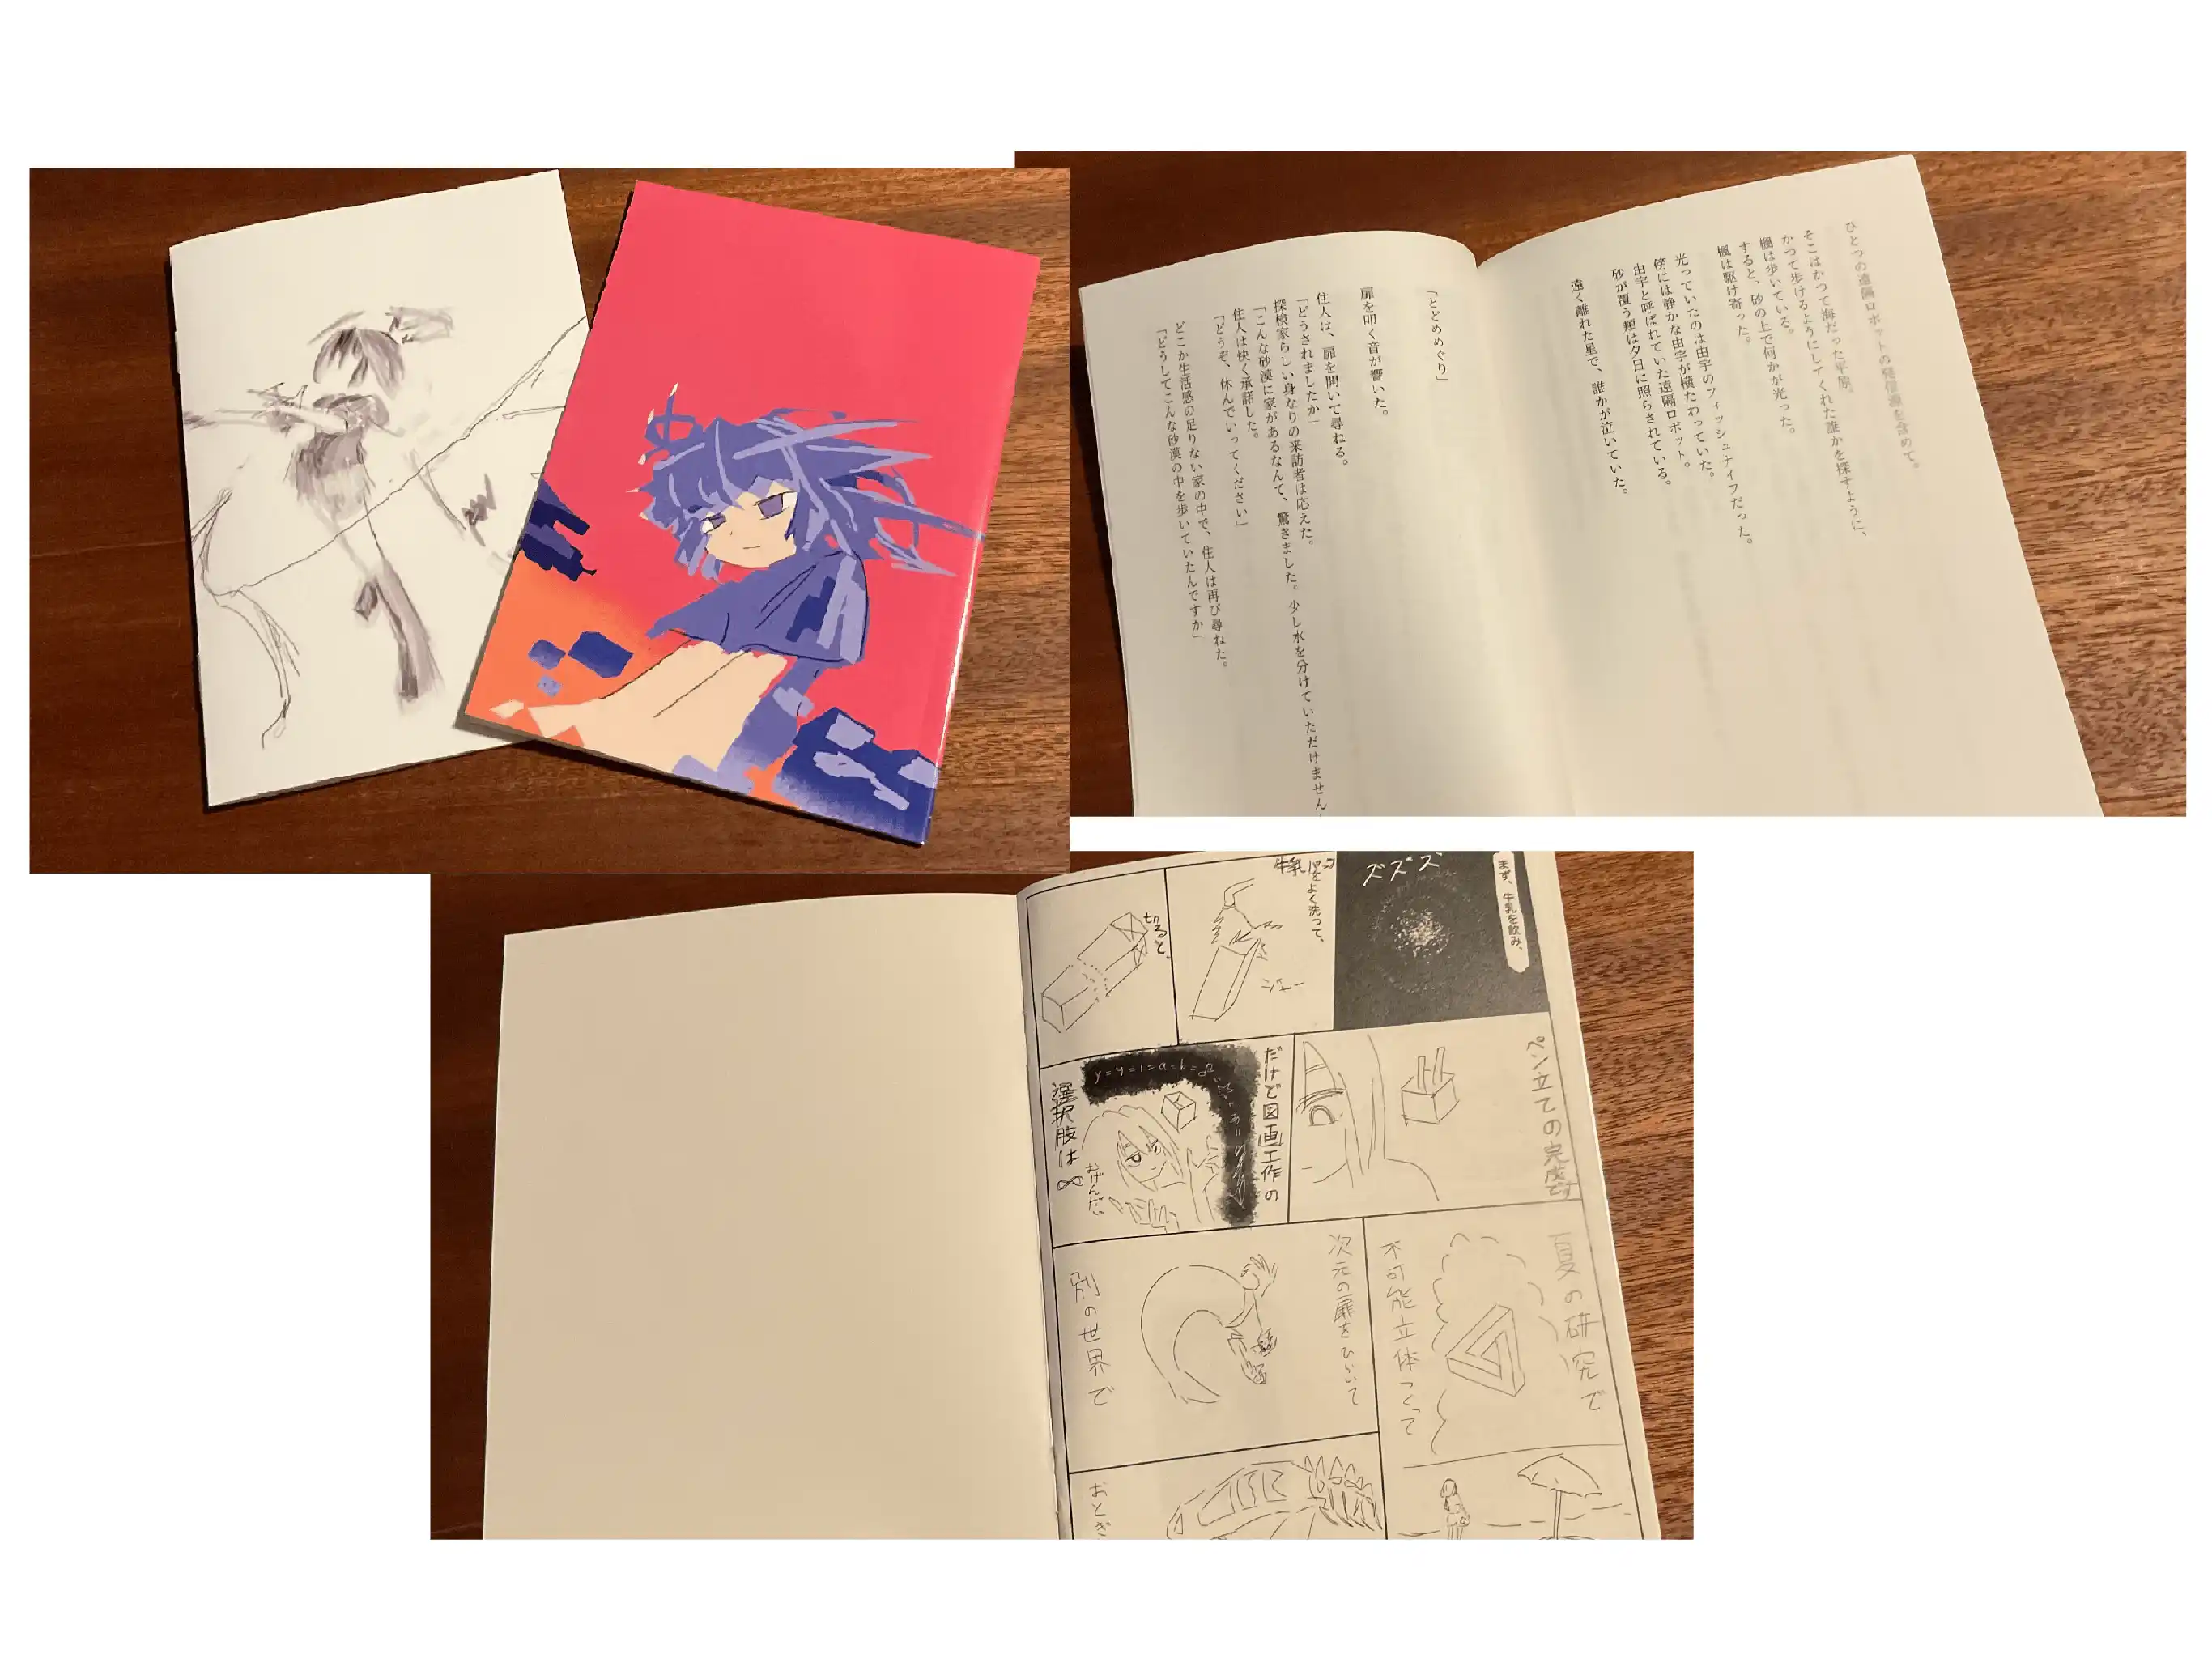 ひとつの遠隔ロボットの発信源を含めて。
そこはかつて海だった平原。
かつて歩けるようにしてくれた誰かを探すように、
楓は歩いている。
すると、砂の上で何かが光った。
楓は駆け寄った。
光っていたのは由宇のフィッシュナイフだった。
傍には静かな由宇が横たわっていた。
由宇と呼ばれていた遠隔ロボット。
砂が覆う頬は夕日に照らされている。
遠く離れた星で、誰かが泣いていた。
「とどめめぐり」
扉を叩く音が響いた。
住人は、扉を開いて尋ねる。
「どうされましたか」
探検家らしい身なりの来訪者は応えた。
「こんな砂漠に家があるなんて、驚きました。少し水を分けていただけません
住人は快く承諾した。
「どうぞ、休んでいってください」
どこか生活感の足りない家の中で、住人は再び尋ねた。
「どうしてこんな砂漠の中を歩いていたんですか」
まず、牛乳を飲み、
ズズズ
牛乳パックをよく洗って、
ジャー
切ると、
ペン立ての完成です
だけど図画工作の
選択肢は∞
おげんだい
夏の研究で
不可能立体つくって
次元の扉をひらいて
別の世界で
おとぎ